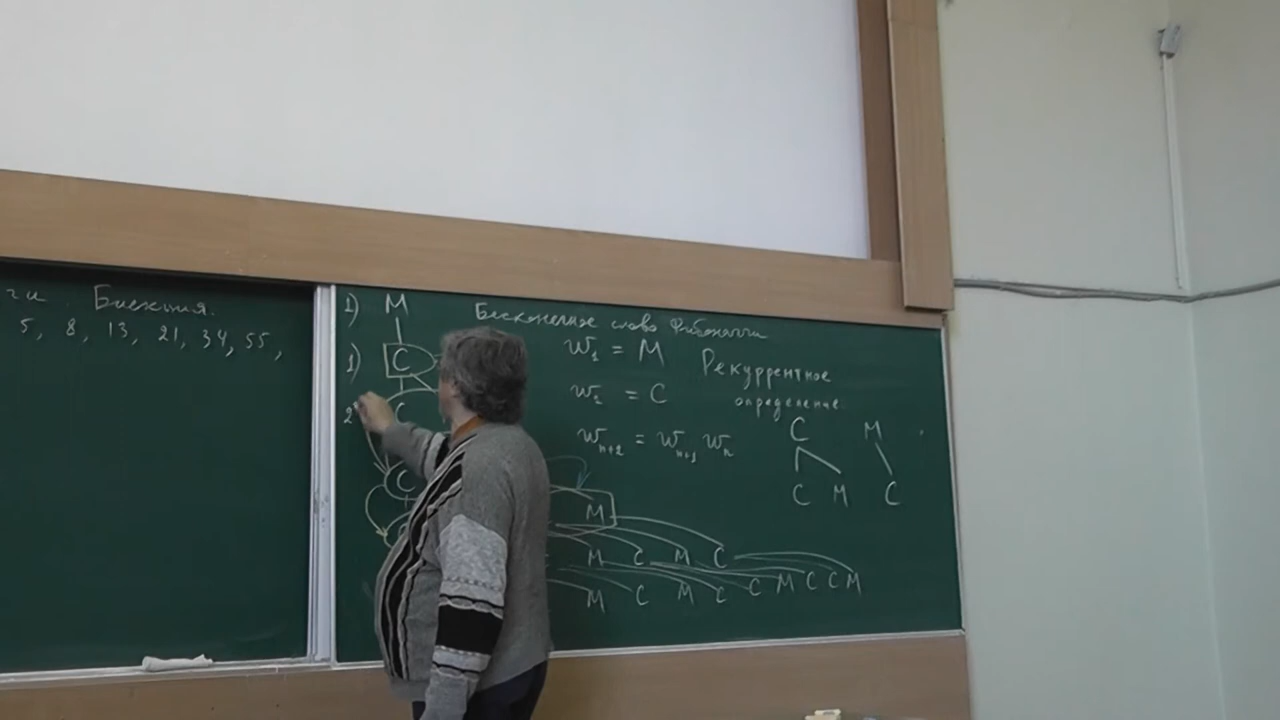 Биекция.
5, 8, 13, 21, 34, 55,
1) M
Бесконечное слово Фибоначчи
1) C
w₁ = M
Рекуррентное
w₂ = C
определение.
2) C
wₙ₊₂ = wₙ₊₁ wₙ
C M
C M C
C
M
M C M C
M C M C C M C C M